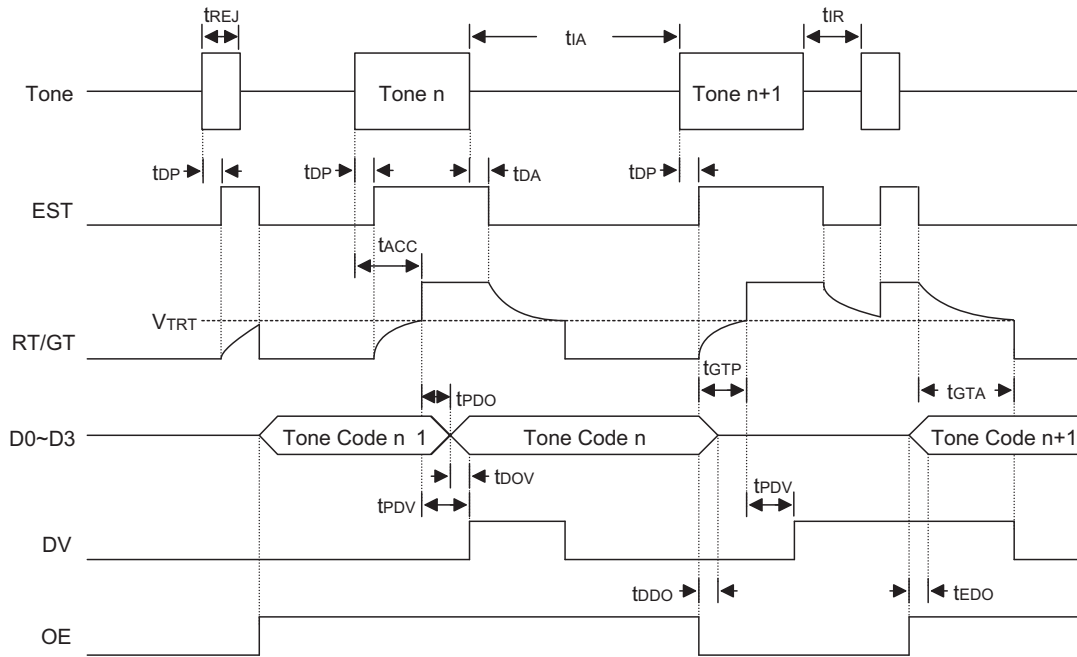 tREJ
tIA
tIR
Tone
Tone n
Tone n+1
tDP
tDP
tDA
tDP
EST
tACC
VTRT
RT/GT
tGTP
tGTA
tPDO
D0~D3
Tone Code n 1
Tone Code n
Tone Code n+1
tDOV
tPDV
tPDV
DV
tDDO
tEDO
OE